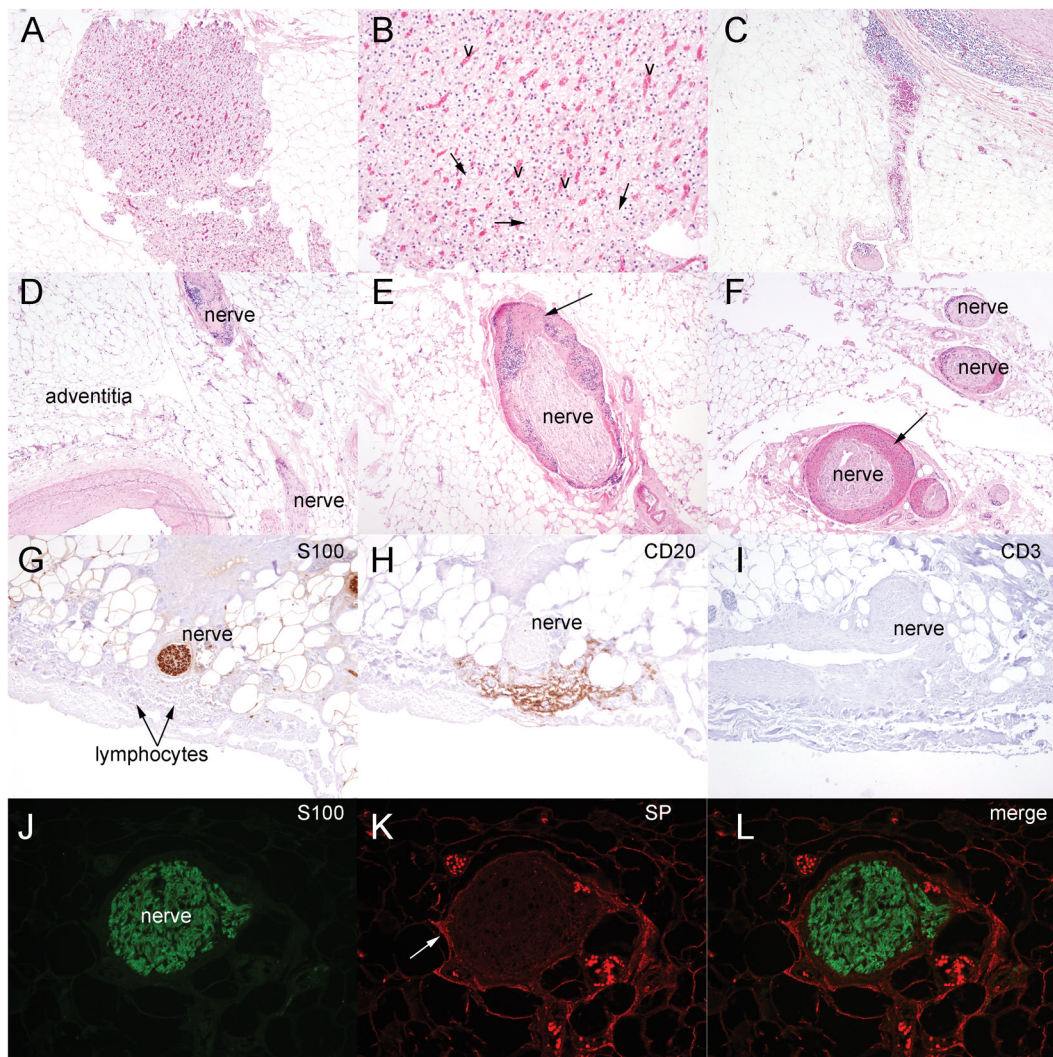 A
B
v
v
v
v
C
D
nerve
adventitia
nerve
E
nerve
F
nerve
nerve
nerve
G
S100
nerve
lymphocytes
H
CD20
nerve
I
CD3
nerve
J
S100
nerve
K
SP
L
merge